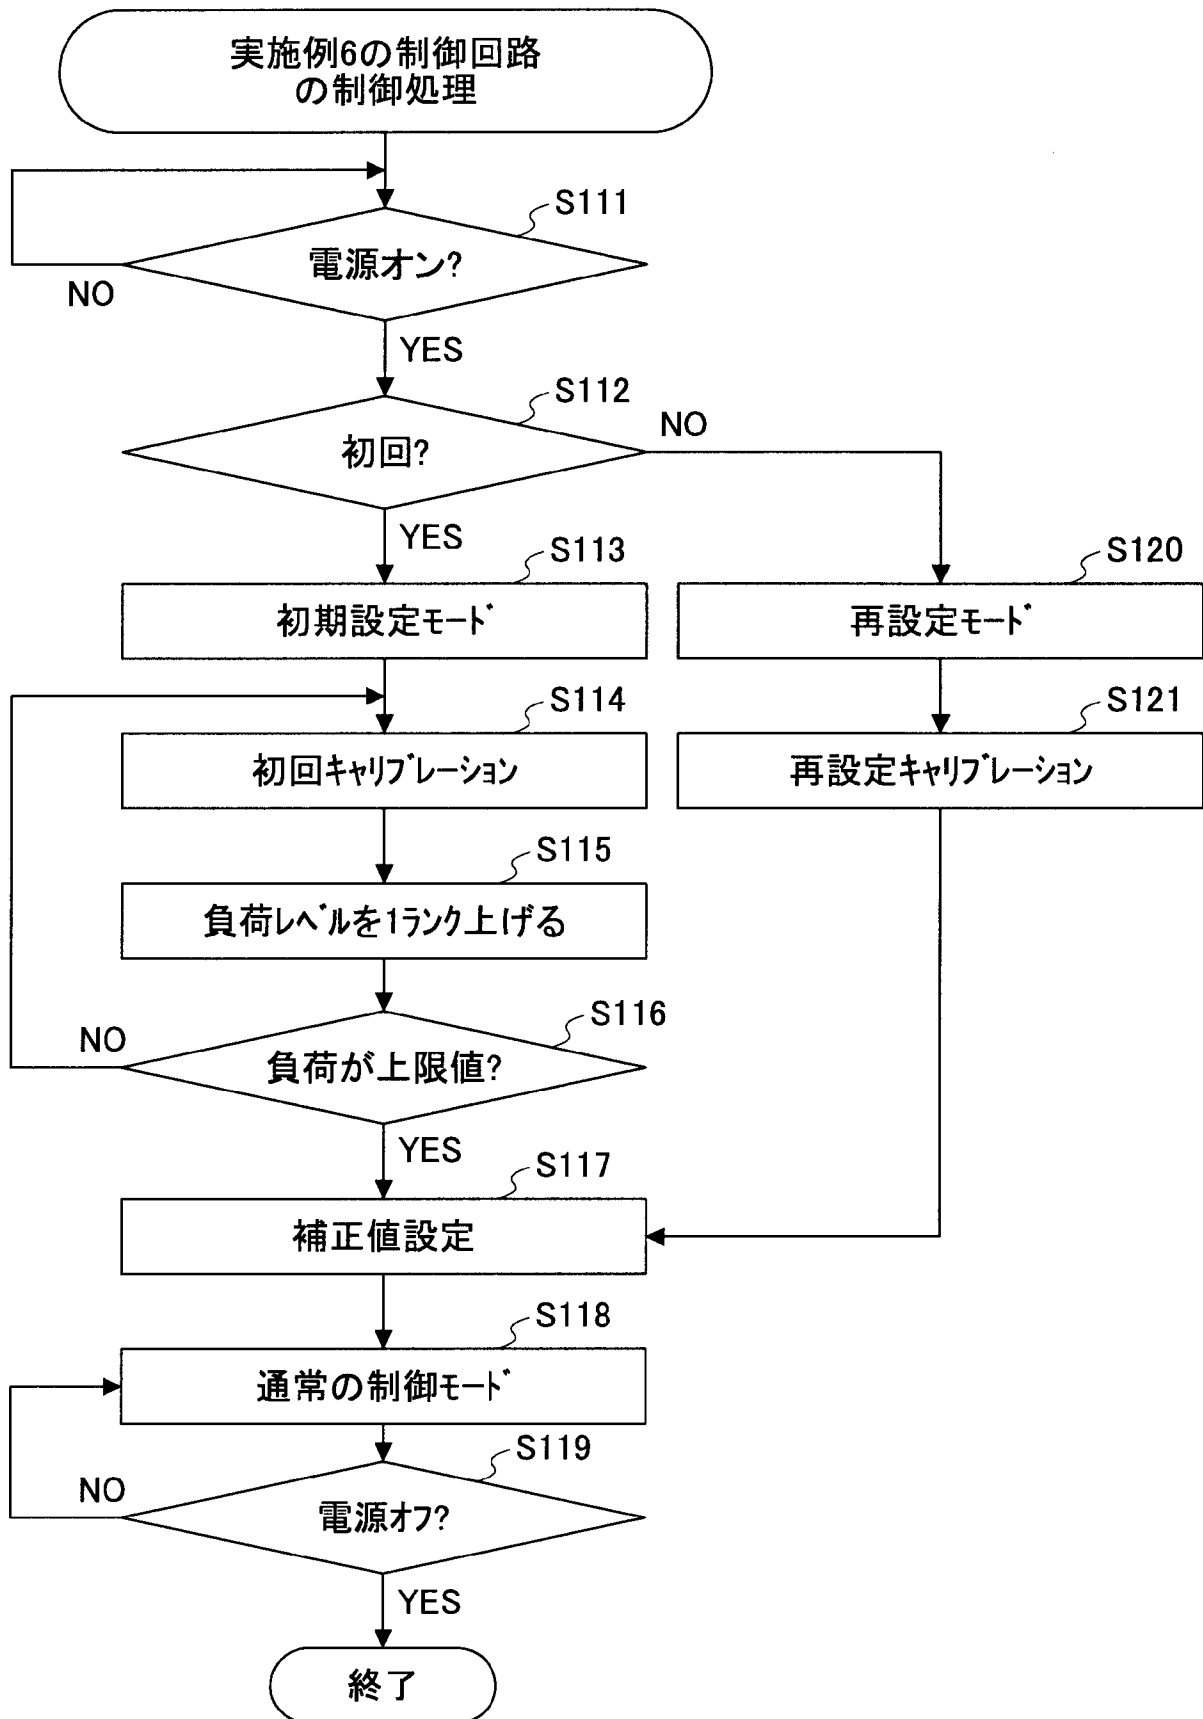 実施例6の制御回路
の制御処理
S111
電源オン?
NO
YES
S112
初回?
NO
YES
S113
初期設定モード
S120
再設定モード
S114
初回キャリブレーション
S121
再設定キャリブレーション
S115
負荷レベルを1ランク上げる
S116
負荷が上限値?
NO
YES
S117
補正値設定
S118
通常の制御モード
S119
電源オフ?
NO
YES
終了